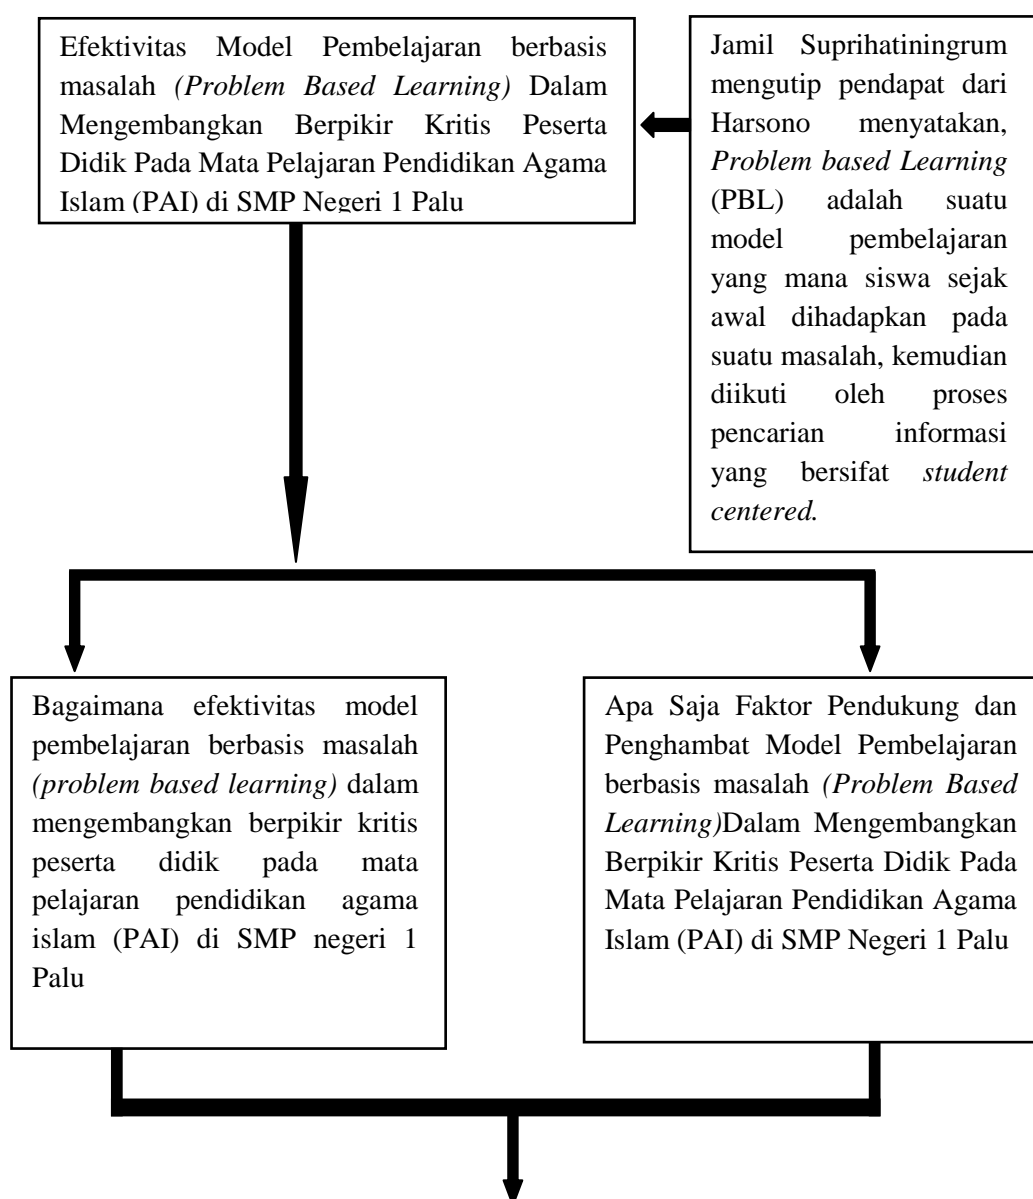 Efektivitas Model Pembelajaran berbasis
masalah (Problem Based Learning) Dalam
Mengembangkan Berpikir Kritis Peserta
Didik Pada Mata Pelajaran Pendidikan Agama
Islam (PAI) di SMP Negeri 1 Palu
Jamil Suprihatiningrum
mengutip pendapat dari
Harsono menyatakan,
Problem based Learning
(PBL) adalah suatu
model pembelajaran
yang mana siswa sejak
awal dihadapkan pada
suatu masalah, kemudian
diikuti oleh proses
pencarian informasi
yang bersifat student
centered.
Bagaimana efektivitas model
pembelajaran berbasis masalah
(problem based learning) dalam
mengembangkan berpikir kritis
peserta didik pada mata
pelajaran pendidikan agama
islam (PAI) di SMP negeri 1
Palu
Apa Saja Faktor Pendukung dan
Penghambat Model Pembelajaran
berbasis masalah (Problem Based
Learning)Dalam Mengembangkan
Berpikir Kritis Peserta Didik Pada
Mata Pelajaran Pendidikan Agama
Islam (PAI) di SMP Negeri 1 Palu